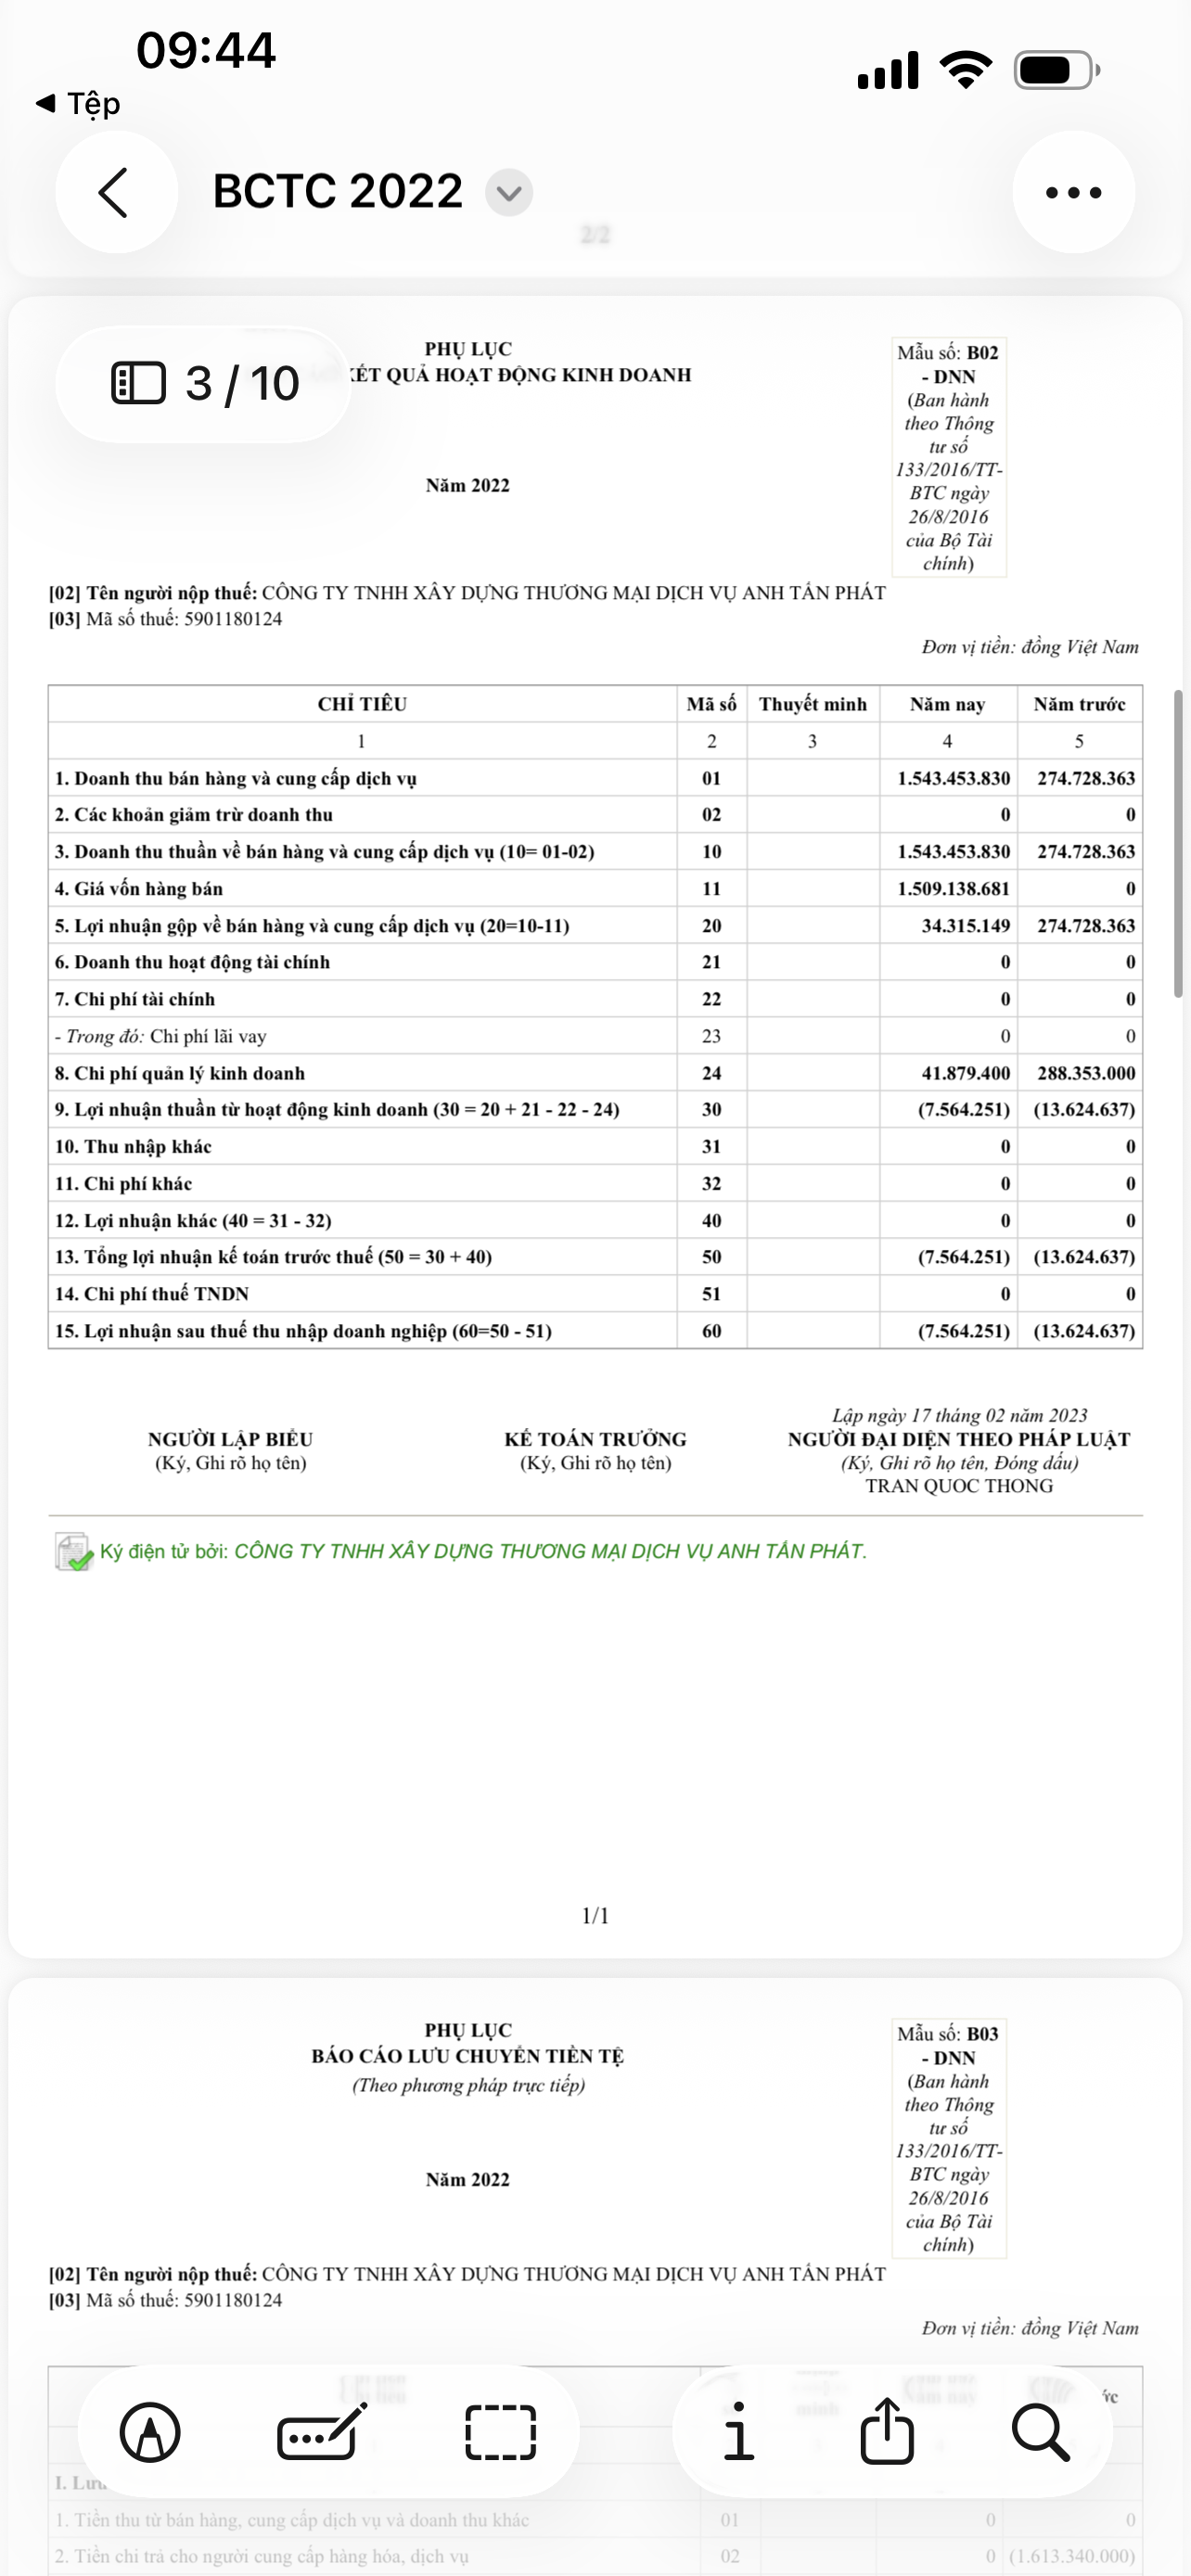 09:44
◀ Tệp
BCTC 2022
2/2
3 / 10
PHỤ LỤC
KẾT QUẢ HOẠT ĐỘNG KINH DOANH
Năm 2022
Mẫu số: B02
- DNN
(Ban hành
theo Thông
tư số
133/2016/TT-
BTC ngày
26/8/2016
của Bộ Tài
chính)
[02] Tên người nộp thuế: CÔNG TY TNHH XÂY DỰNG THƯƠNG MẠI DỊCH VỤ ANH TẤN PHÁT
[03] Mã số thuế: 5901180124
Đơn vị tiền: đồng Việt Nam
CHỈ TIÊU Mã số Thuyết minh Năm nay Năm trước
1 2 3 4 5
1. Doanh thu bán hàng và cung cấp dịch vụ 01 1.543.453.830 274.728.363
2. Các khoản giảm trừ doanh thu 02 0 0
3. Doanh thu thuần về bán hàng và cung cấp dịch vụ (10= 01-02) 10 1.543.453.830 274.728.363
4. Giá vốn hàng bán 11 1.509.138.681 0
5. Lợi nhuận gộp về bán hàng và cung cấp dịch vụ (20=10-11) 20 34.315.149 274.728.363
6. Doanh thu hoạt động tài chính 21 0 0
7. Chi phí tài chính 22 0 0
- Trong đó: Chi phí lãi vay 23 0 0
8. Chi phí quản lý kinh doanh 24 41.879.400 288.353.000
9. Lợi nhuận thuần từ hoạt động kinh doanh (30 = 20 + 21 - 22 - 24) 30 (7.564.251) (13.624.637)
10. Thu nhập khác 31 0 0
11. Chi phí khác 32 0 0
12. Lợi nhuận khác (40 = 31 - 32) 40 0 0
13. Tổng lợi nhuận kế toán trước thuế (50 = 30 + 40) 50 (7.564.251) (13.624.637)
14. Chi phí thuế TNDN 51 0 0
15. Lợi nhuận sau thuế thu nhập doanh nghiệp (60=50 - 51) 60 (7.564.251) (13.624.637)
Lập ngày 17 tháng 02 năm 2023
NGƯỜI LẬP BIỂU KẾ TOÁN TRƯỞNG NGƯỜI ĐẠI DIỆN THEO PHÁP LUẬT
(Ký, Ghi rõ họ tên) (Ký, Ghi rõ họ tên) (Ký, Ghi rõ họ tên, Đóng dấu)
TRAN QUOC THONG
Ký điện tử bởi: CÔNG TY TNHH XÂY DỰNG THƯƠNG MẠI DỊCH VỤ ANH TẤN PHÁT.
1/1
PHỤ LỤC
BÁO CÁO LƯU CHUYỂN TIỀN TỆ
(Theo phương pháp trực tiếp)
Năm 2022
Mẫu số: B03
- DNN
(Ban hành
theo Thông
tư số
133/2016/TT-
BTC ngày
26/8/2016
của Bộ Tài
chính)
[02] Tên người nộp thuế: CÔNG TY TNHH XÂY DỰNG THƯƠNG MẠI DỊCH VỤ ANH TẤN PHÁT
[03] Mã số thuế: 5901180124
Đơn vị tiền: đồng Việt Nam
minh Năm nay
I. Lưu
1. Tiền thu từ bán hàng, cung cấp dịch vụ và doanh thu khác 01 0 0
2. Tiền chi trả cho người cung cấp hàng hóa, dịch vụ 02 0 (1.613.340.000)